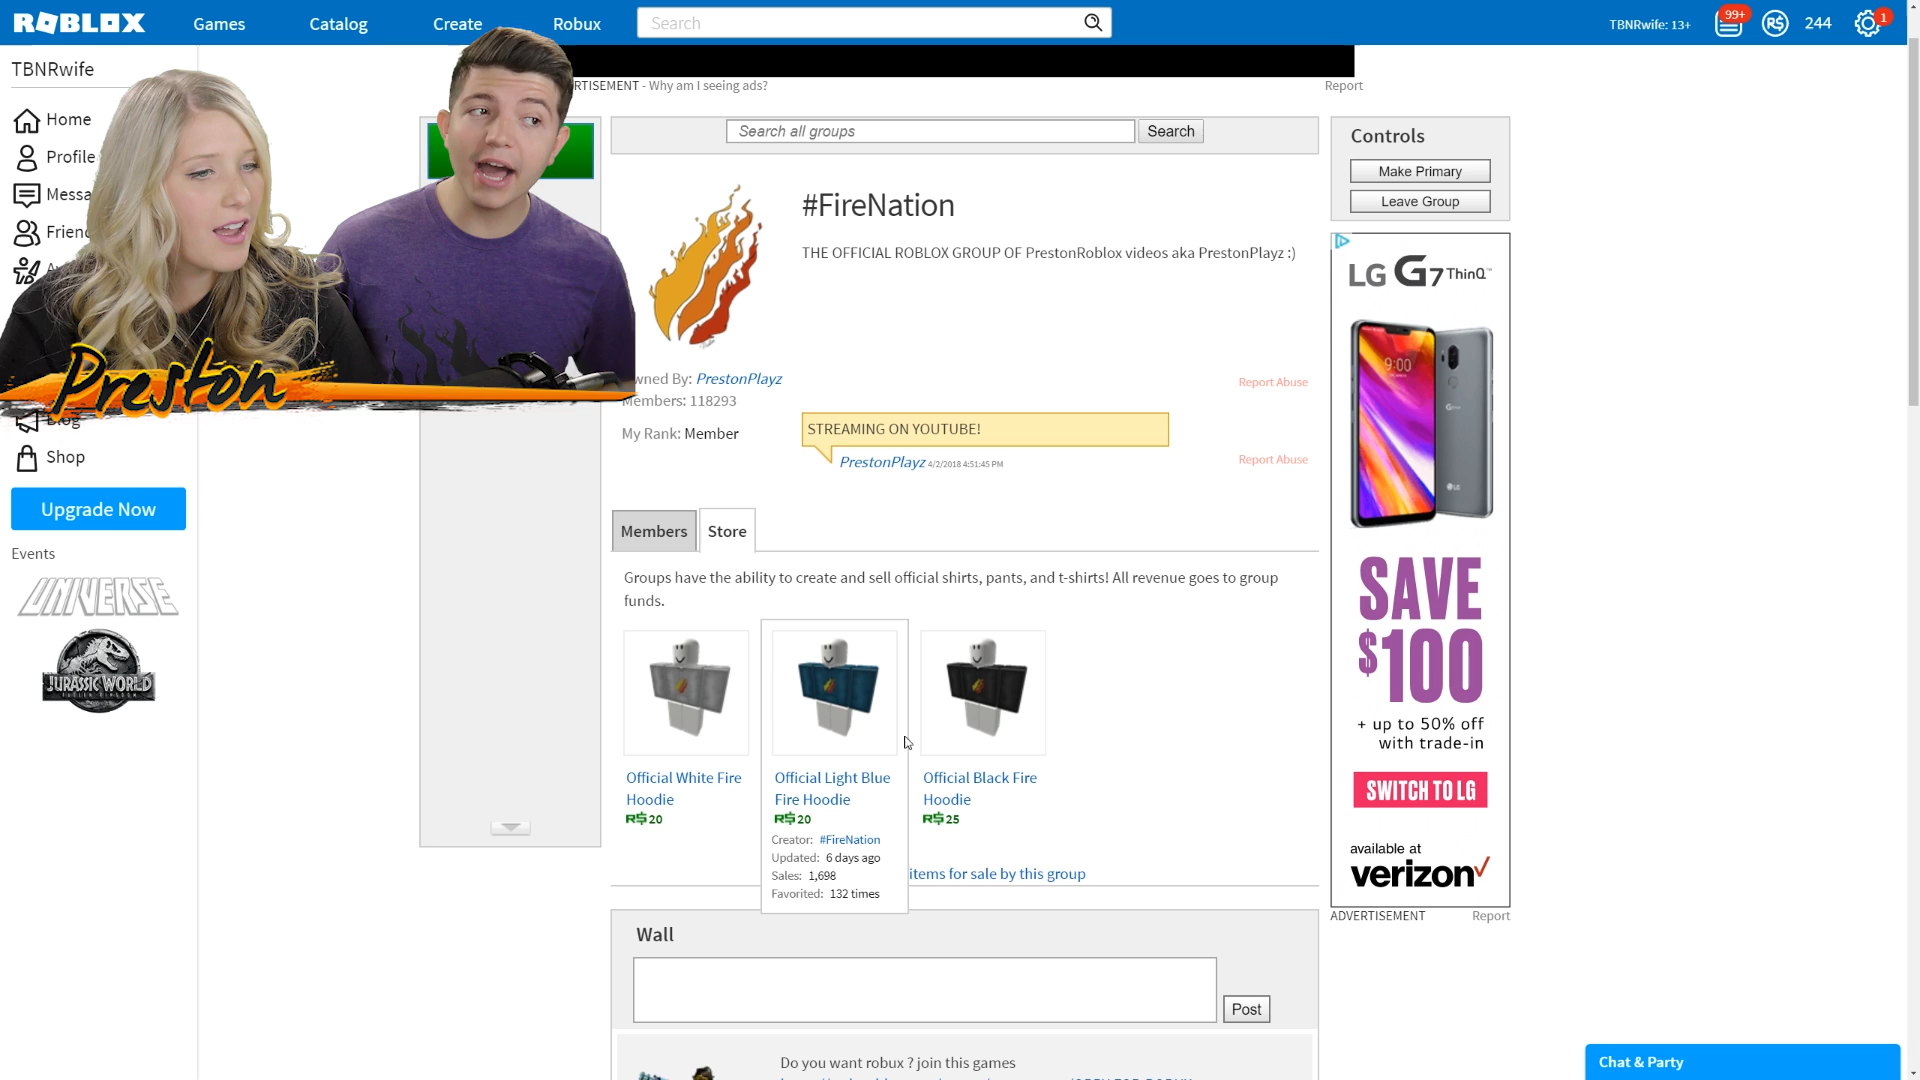 ROBLOX
Games
Catalog
Create
Robux
Search
TBNRwife: 13+
99+
R$
244
1
TBNRwife
Home
Profile
Messa
Friend
Blog
Shop
Upgrade Now
Events
UNIVERSE
JURASSIC WORLD
Preston
RTISEMENT - Why am I seeing ads?
Report
Search all groups
Search
#FireNation
THE OFFICIAL ROBLOX GROUP OF PrestonRoblox videos aka PrestonPlayz :)
wned By: PrestonPlayz
Members: 118293
My Rank: Member
Report Abuse
STREAMING ON YOUTUBE!
PrestonPlayz 4/2/2018 4:51:45 PM
Report Abuse
Members
Store
Groups have the ability to create and sell official shirts, pants, and t-shirts! All revenue goes to group
funds.
Official White Fire
Hoodie
R$ 20
Official Light Blue
Fire Hoodie
R$ 20
Creator: #FireNation
Updated: 6 days ago
Sales: 1,698
Favorited: 132 times
Official Black Fire
Hoodie
R$ 25
items for sale by this group
Wall
Post
Do you want robux ? join this games
Controls
Make Primary
Leave Group
LG G7 ThinQ™
9:00
LG
SAVE
$100
+ up to 50% off
with trade-in
SWITCH TO LG
available at
verizon
ADVERTISEMENT
Report
Chat & Party